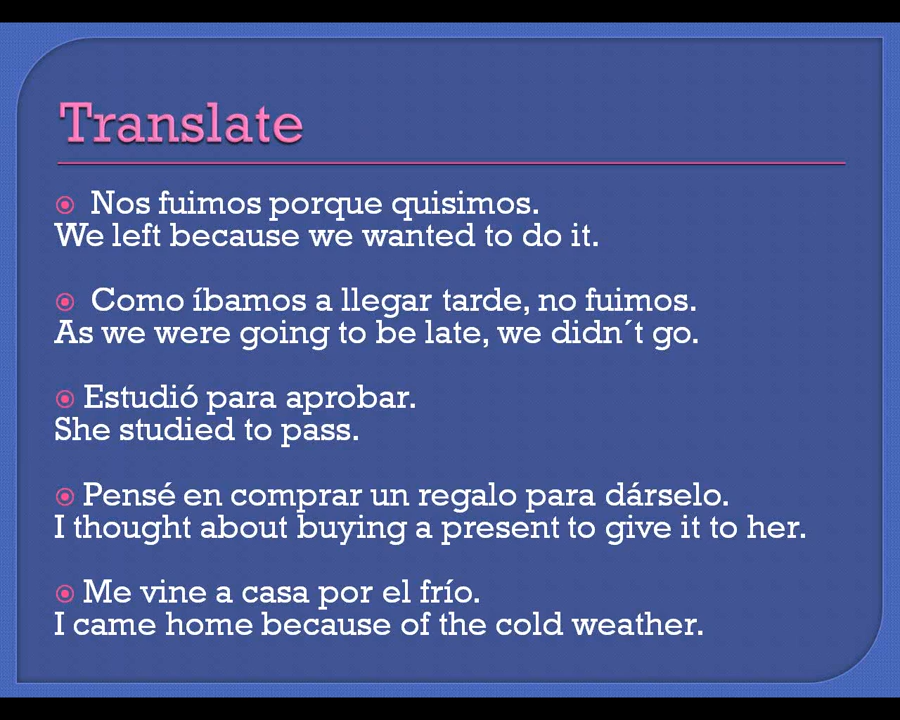 Translate
Nos fuimos porque quisimos.
We left because we wanted to do it.
Como íbamos a llegar tarde, no fuimos.
As we were going to be late, we didn´t go.
Estudió para aprobar.
She studied to pass.
Pensé en comprar un regalo para dárselo.
I thought about buying a present to give it to her.
Me vine a casa por el frío.
I came home because of the cold weather.